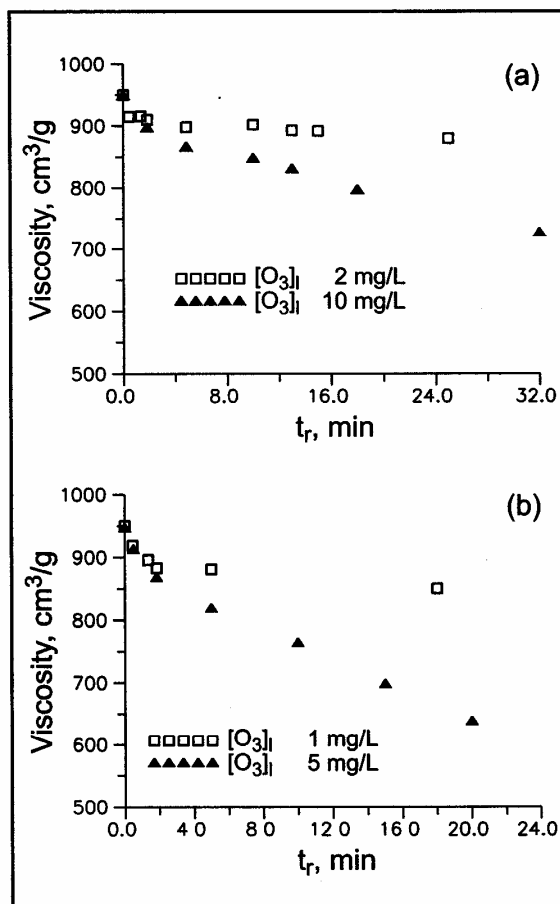 (a)
1000
900
800
700
600
500
Viscosity, cm³/g
[O₃]ₗ 2 mg/L
[O₃]ₗ 10 mg/L
0.0 8.0 16.0 24.0 32.0
tᵣ, min
(b)
1000
900
800
700
600
500
Viscosity, cm³/g
[O₃]ₗ 1 mg/L
[O₃]ₗ 5 mg/L
0.0 4 0 8 0 12 0 16 0 20.0 24.0
tᵣ, min